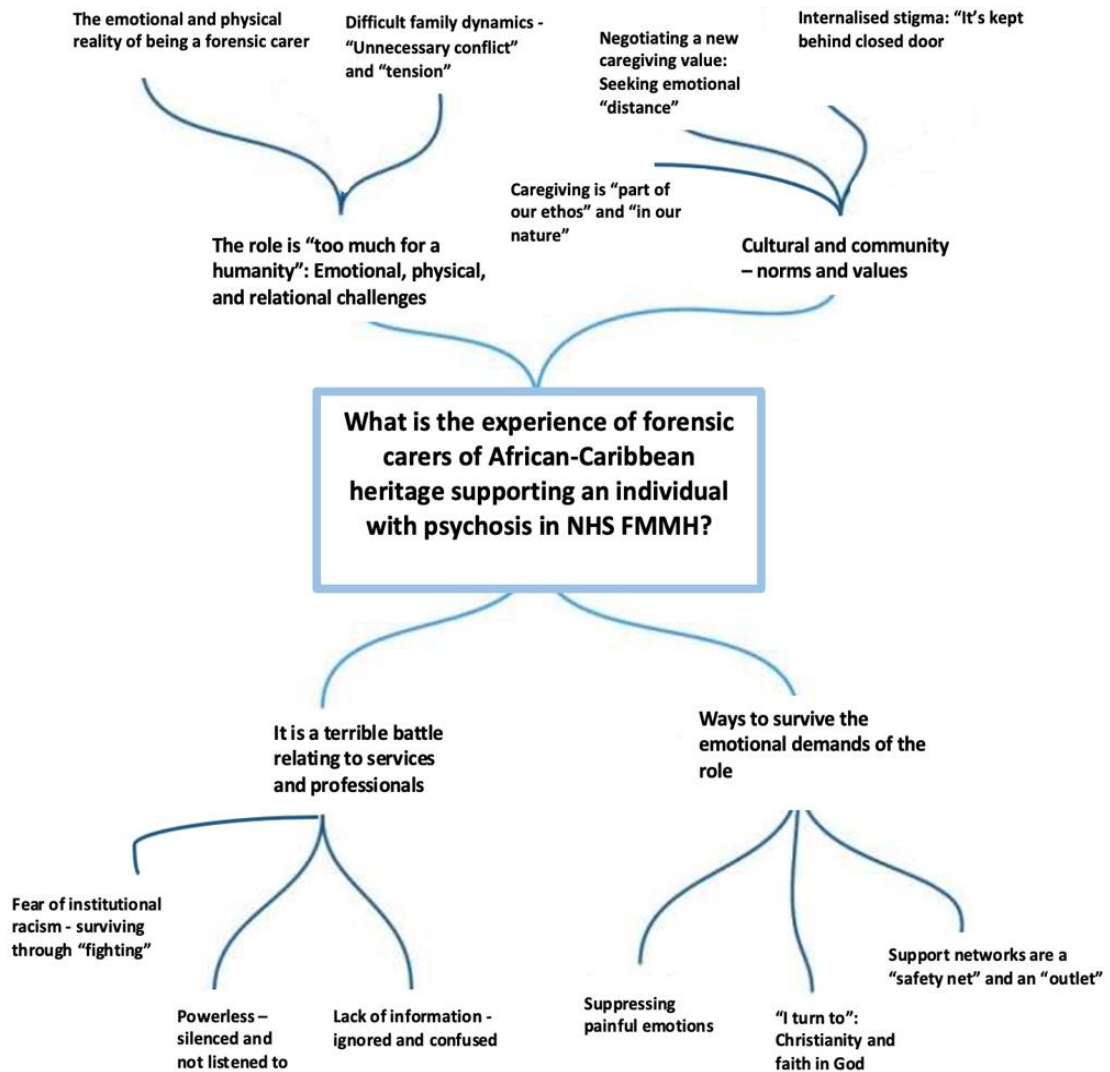 The emotional and physical
reality of being a forensic carer
Difficult family dynamics -
“Unnecessary conflict”
and “tension”
Negotiating a new
caregiving value:
Seeking emotional
“distance”
Internalised stigma: “It’s kept
behind closed door
Caregiving is “part of
our ethos” and “in our
nature”
The role is “too much for a
humanity”: Emotional, physical,
and relational challenges
Cultural and community
– norms and values
What is the experience of forensic
carers of African-Caribbean
heritage supporting an individual
with psychosis in NHS FMMH?
It is a terrible battle
relating to services
and professionals
Ways to survive the
emotional demands of the
role
Fear of institutional
racism - surviving
through “fighting”
Powerless –
silenced and
not listened to
Lack of information -
ignored and confused
Suppressing
painful emotions
“I turn to”:
Christianity and
faith in God
Support networks are a
“safety net” and an “outlet”